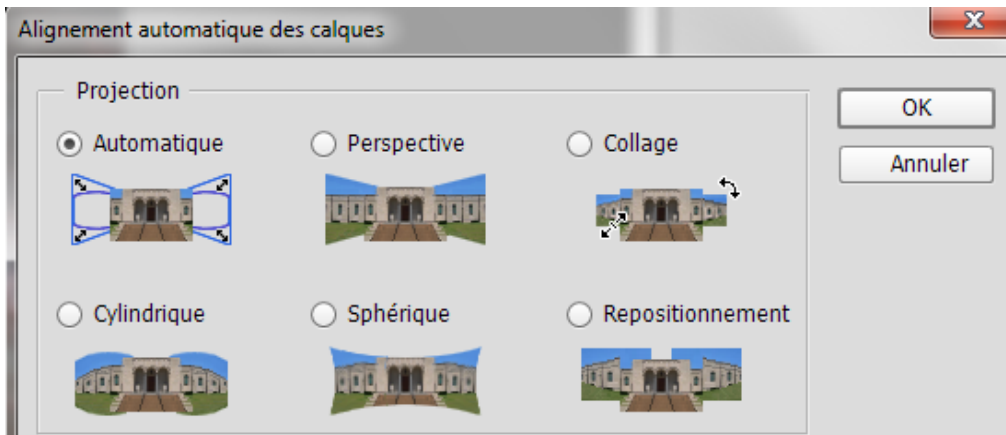 Alignement automatique des calques
Projection
Automatique
Perspective
Collage
OK
Annuler
Cylindrique
Sphérique
Repositionnement